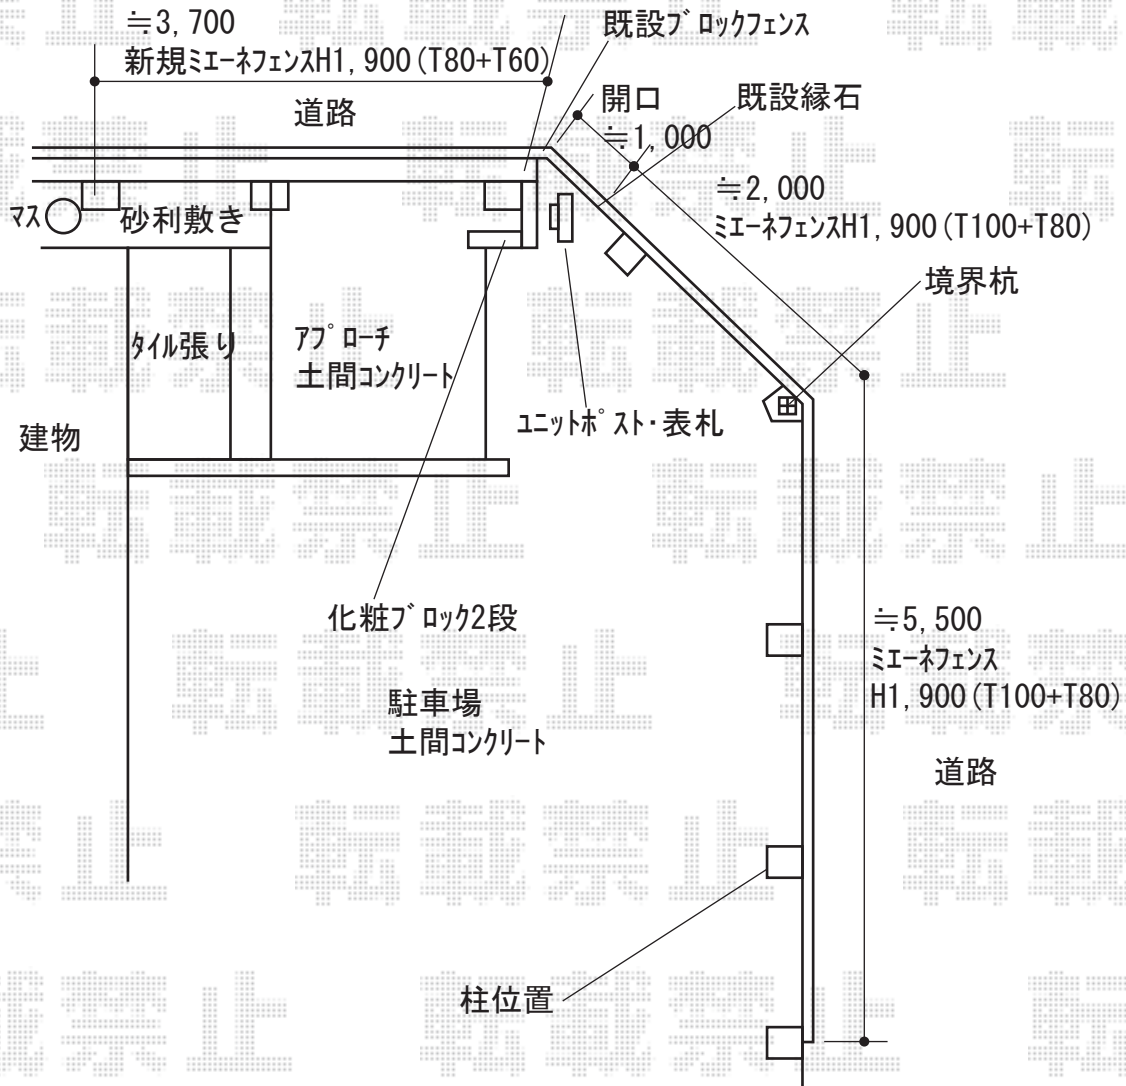 ≒3,700
新規ﾐエーネフェンスH1,900(T80+T60)
既設ブロックフェンス
道路
開口
≒1,000
既設縁石
≒2,000
ミエーネフェンスH1,900(T100+T80)
マス
砂利敷き
境界杭
タイル張り
アプローチ
土間コンクリート
ユニットポスト・表札
建物
化粧ブロック2段
≒5,500
ミエーネフェンス
H1,900(T100+T80)
駐車場
土間コンクリート
道路
柱位置
転載禁止